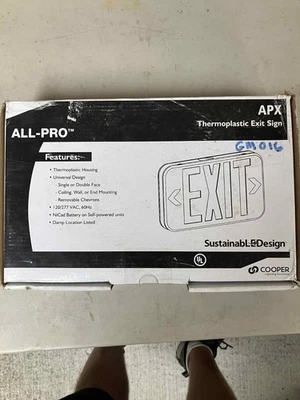 APX
Thermoplastic Exit Sign
ALL-PRO™
GM016
Features:
• Thermoplastic Housing
• Universal Design
- Single or Double Face
- Ceiling, Wall, or End Mounting
- Removable Chevrons
• 120/277 VAC, 60Hz
• NiCad Battery on Self-powered units
• Damp Location Listed
EXIT
SustainabLEDesign
UL
COOPER